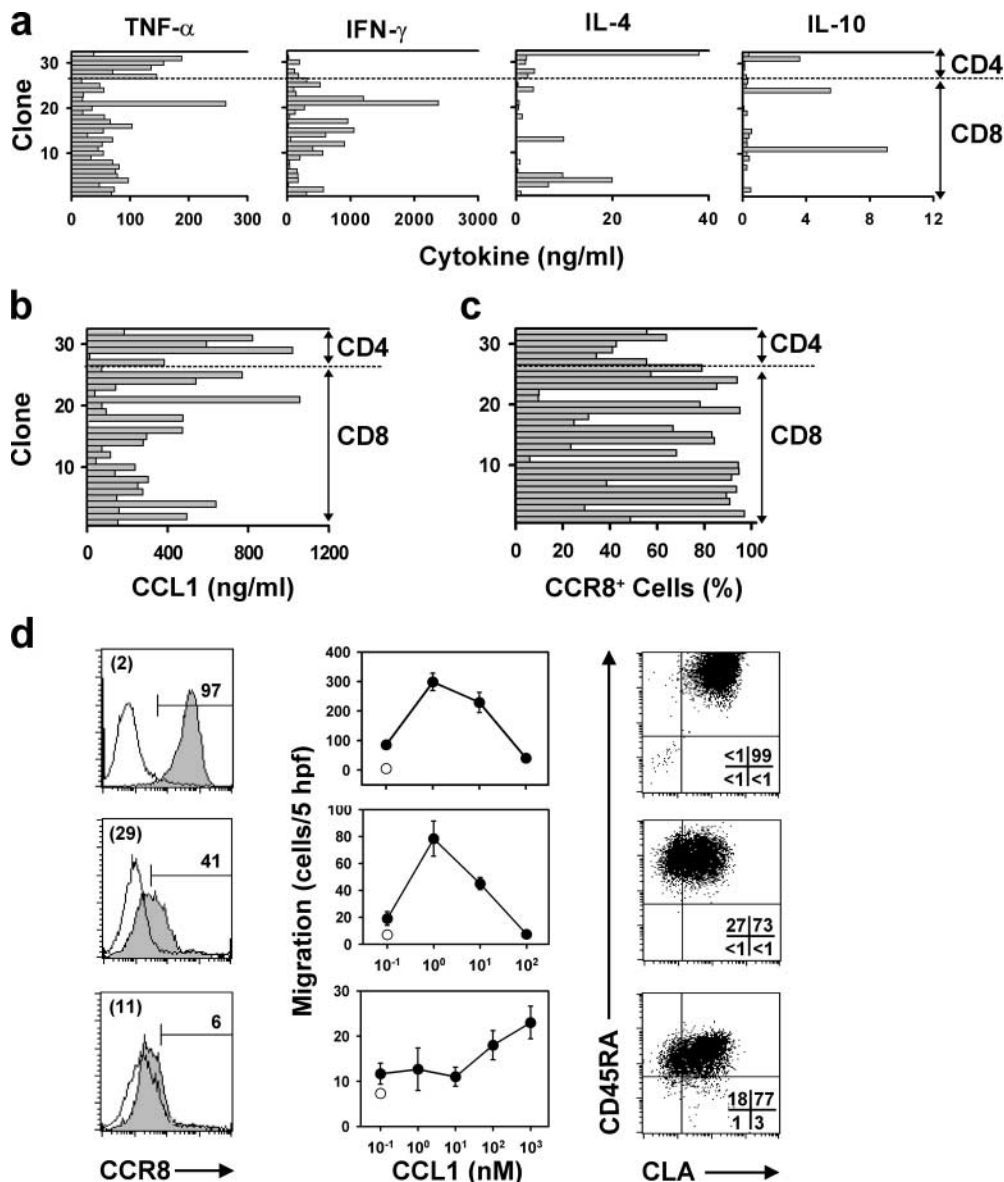 a
TNF-α IFN-γ IL-4 IL-10
Clone
30
20
10
0 100 200 300
0 1000 2000 3000
0 20 40
0 4 8 12
CD4
CD8
Cytokine (ng/ml)
b
Clone
30
20
10
CD4
CD8
0 400 800 1200
CCL1 (ng/ml)
c
30
20
10
CD4
CD8
0 20 40 60 80 100
CCR8⁺ Cells (%)
d
(2)
97
(29)
41
(11)
6
CCR8
Migration (cells/5 hpf)
400
300
200
100
0
100
80
60
40
20
0
10⁻¹ 10⁰ 10¹ 10²
30
20
10
0
10⁻¹ 10⁰ 10¹ 10² 10³
CCL1 (nM)
CD45RA
<1 99
<1 <1
27 73
<1 <1
18 77
1 3
CLA